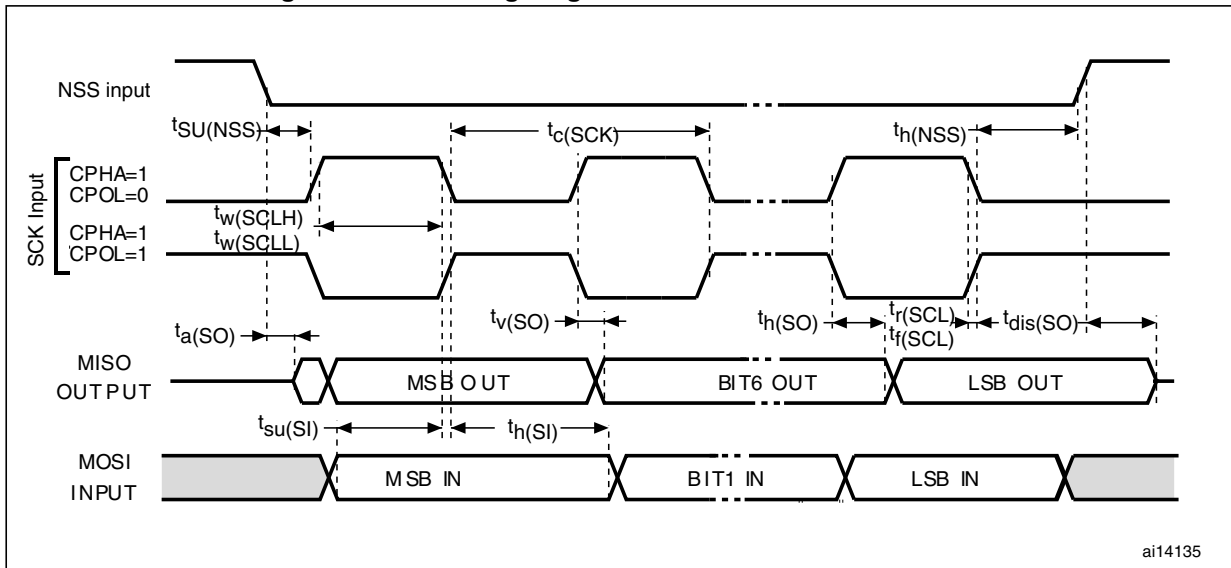 NSS input
tSU(NSS)
tc(SCK)
th(NSS)
SCK Input
CPHA=1
CPOL=0
tw(SCLH)
tw(SCLL)
CPHA=1
CPOL=1
ta(SO)
tv(SO)
th(SO)
tr(SCL)
tf(SCL)
tdis(SO)
MISO
OUTPUT
MSB OUT
BIT6 OUT
LSB OUT
tsu(SI)
th(SI)
MOSI
INPUT
MSB IN
BIT1 IN
LSB IN
ai14135